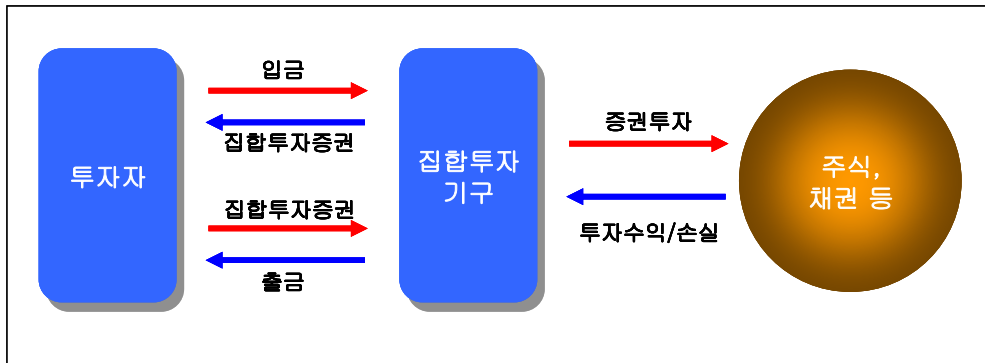 입금
집합투자증권
투자자
집합투자증권
출금
집합투자
기구
증권투자
투자수익/손실
주식,
채권 등